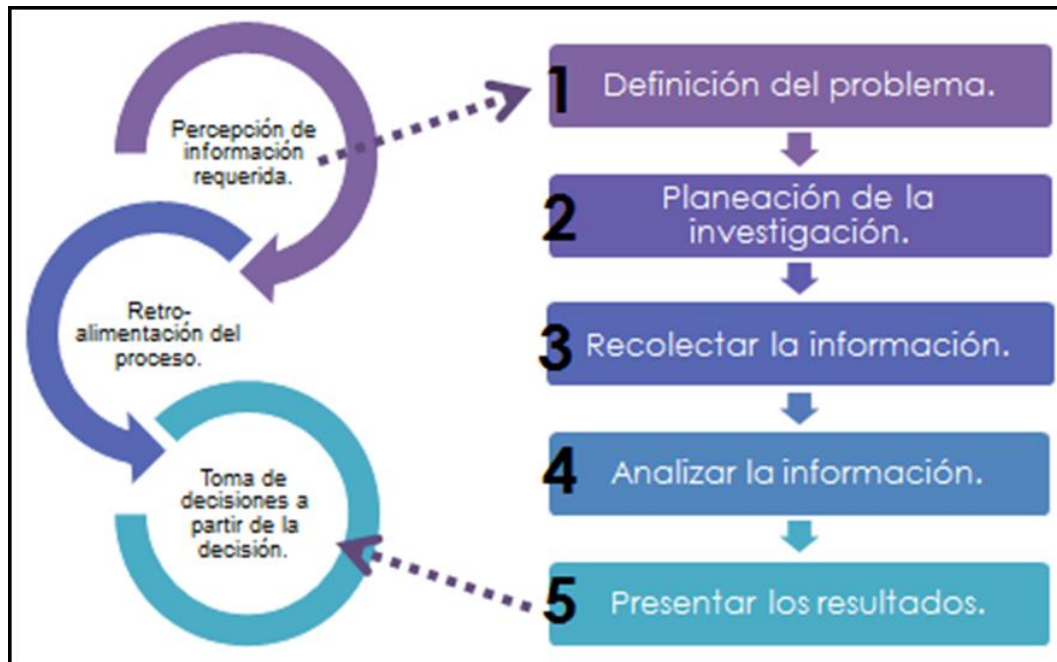 Percepción de
información
requerida.
Retro-
alimentación del
proceso.
Toma de
decisiones a
partir de la
decisión.
1 Definición del problema.
2 Planeación de la
investigación.
3 Recolectar la información.
4 Analizar la información.
5 Presentar los resultados.